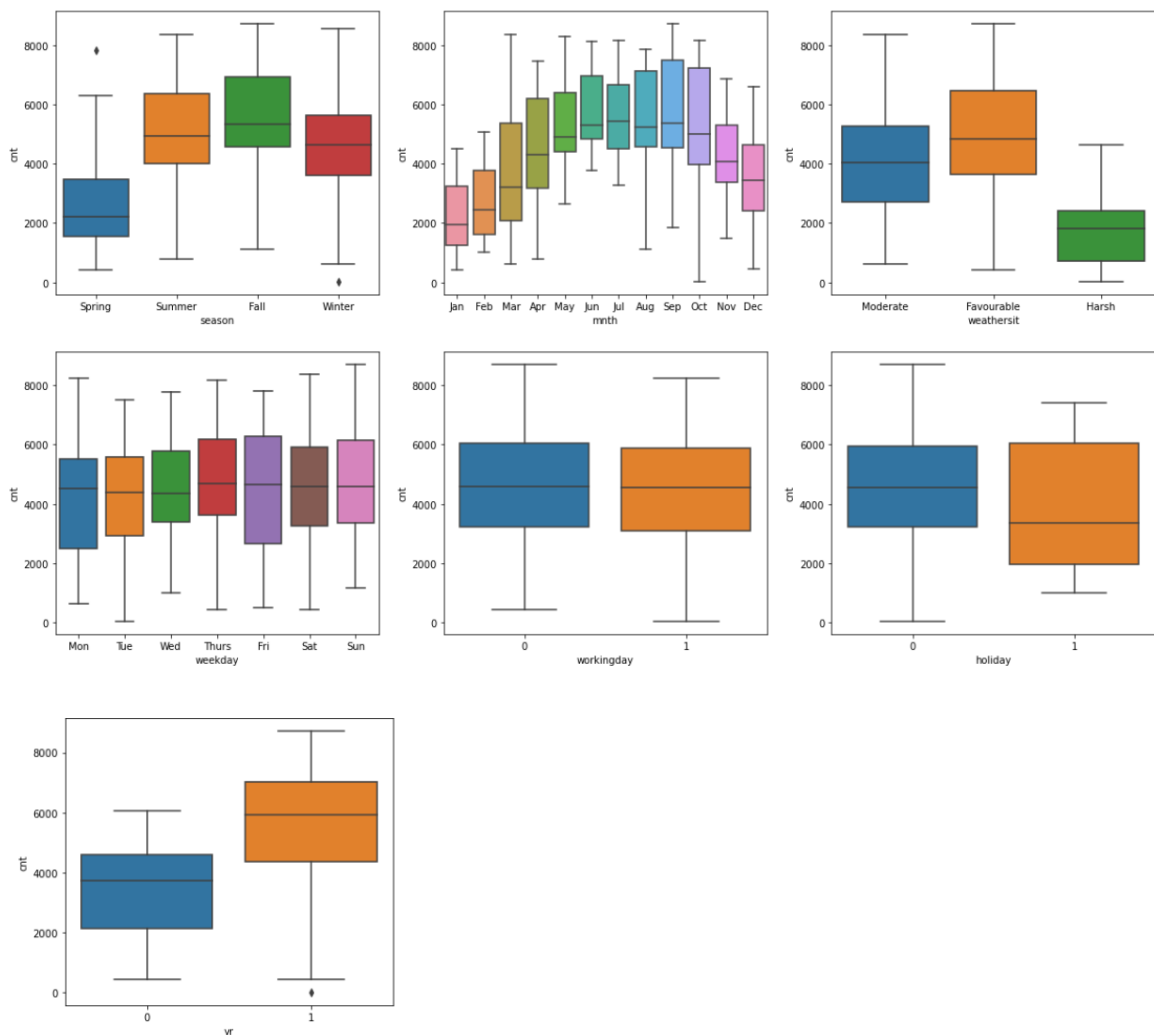 8000
6000
4000
2000
0
cnt
Spring Summer Fall Winter
season
8000
6000
4000
2000
0
cnt
Jan Feb Mar Apr May Jun Jul Aug Sep Oct Nov Dec
mnth
8000
6000
4000
2000
0
cnt
Moderate Favourable Harsh
weathersit
8000
6000
4000
2000
0
cnt
Mon Tue Wed Thurs Fri Sat Sun
weekday
8000
6000
4000
2000
0
cnt
0 1
workingday
8000
6000
4000
2000
0
cnt
0 1
holiday
8000
6000
4000
2000
0
cnt
0 1
yr